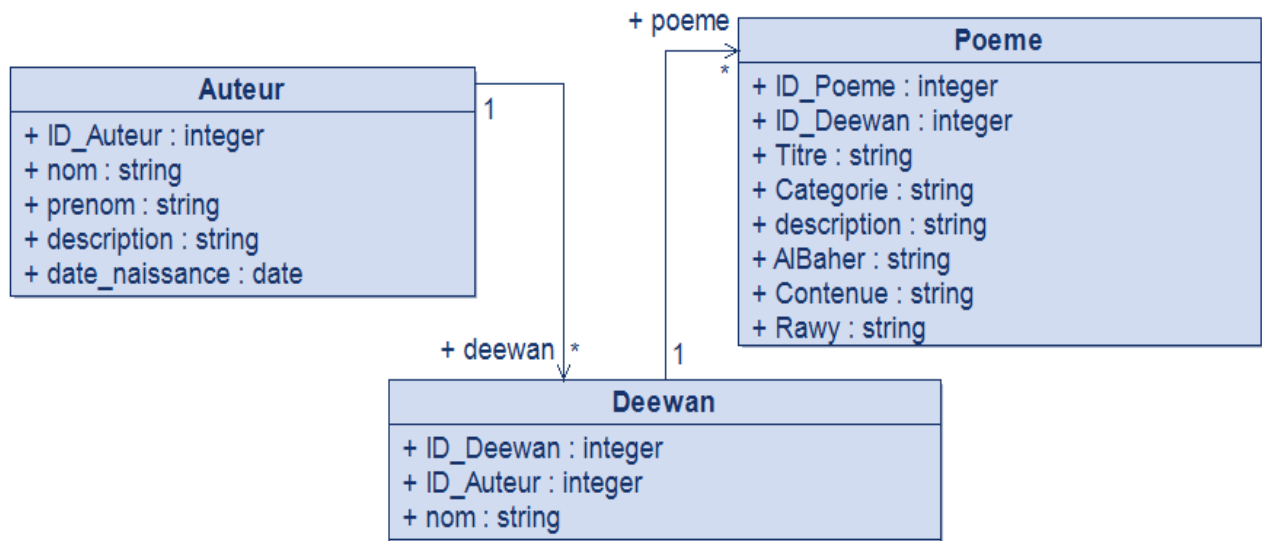 Auteur
+ ID_Auteur : integer
+ nom : string
+ prenom : string
+ description : string
+ date_naissance : date
1
+ deewan
*
+ poeme
*
1
Poeme
+ ID_Poeme : integer
+ ID_Deewan : integer
+ Titre : string
+ Categorie : string
+ description : string
+ AlBaher : string
+ Contenue : string
+ Rawy : string
Deewan
+ ID_Deewan : integer
+ ID_Auteur : integer
+ nom : string